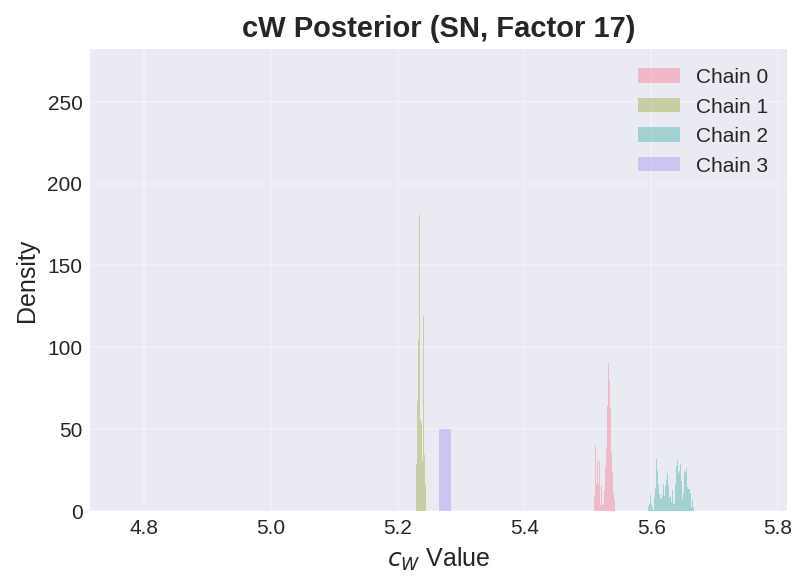 cW Posterior (SN, Factor 17)
Chain 0
Chain 1
Chain 2
Chain 3
Density
250
200
150
100
50
0
4.8 5.0 5.2 5.4 5.6 5.8
c_W Value